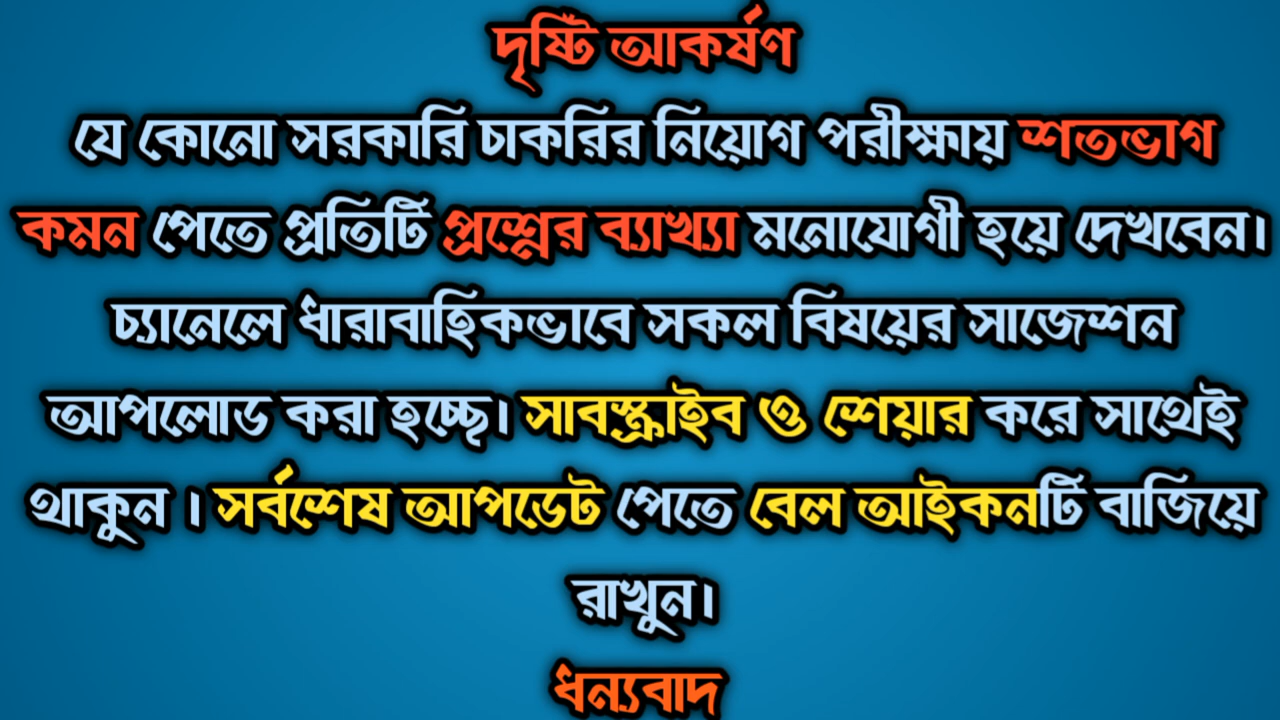 দৃষ্টি আকর্ষণ
যে কোনো সরকারি চাকরির নিয়োগ পরীক্ষায় শতভাগ
কমন পেতে প্রতিটি প্রশ্নের ব্যাখ্যা মনোযোগী হয়ে দেখবেন।
চ্যানেলে ধারাবাহিকভাবে সকল বিষয়ের সাজেশন
আপলোড করা হচ্ছে। সাবস্ক্রাইব ও শেয়ার করে সাথেই
থাকুন । সর্বশেষ আপডেট পেতে বেল আইকনটি বাজিয়ে
রাখুন।
ধন্যবাদ